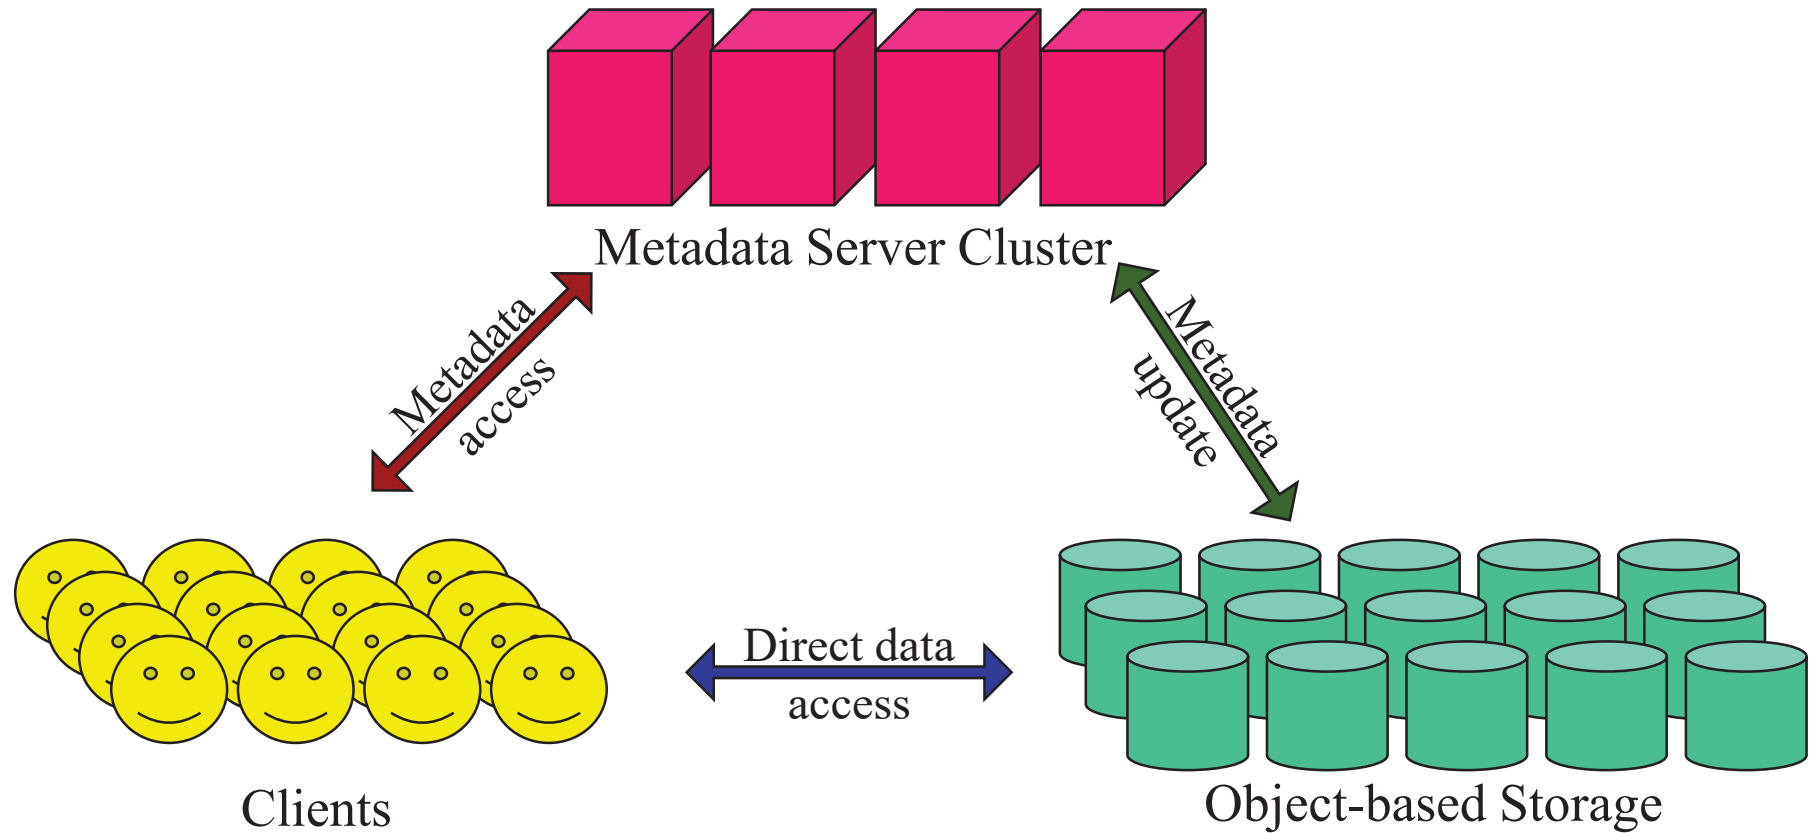 Metadata Server Cluster
Metadata
access
Metadata
update
Direct data
access
Clients
Object-based Storage